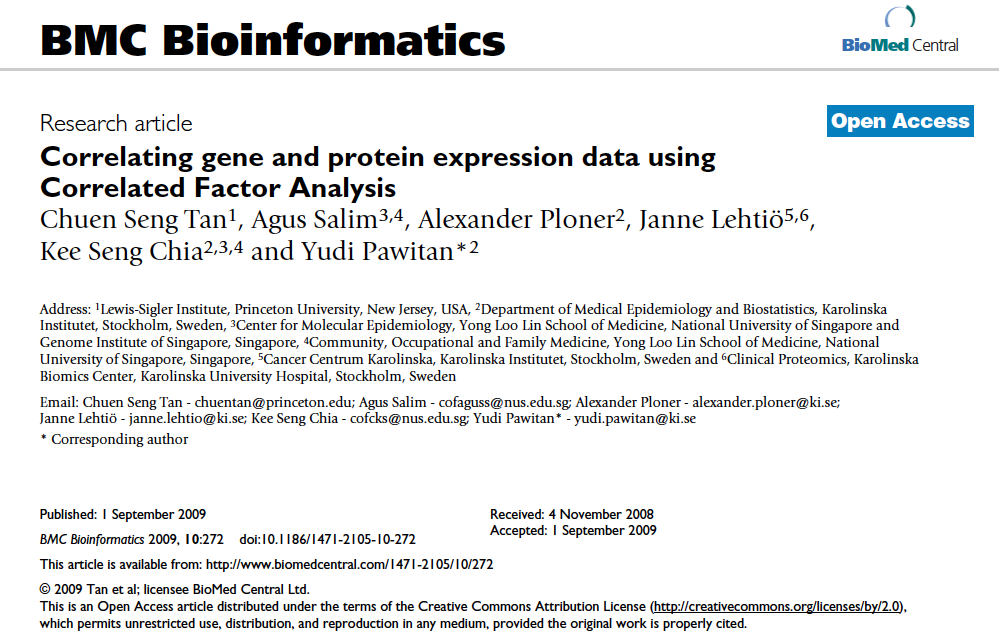 BMC Bioinformatics
BioMed Central
Research article
Open Access
Correlating gene and protein expression data using
Correlated Factor Analysis
Chuen Seng Tan1, Agus Salim3,4, Alexander Ploner2, Janne Lehtiö5,6,
Kee Seng Chia2,3,4 and Yudi Pawitan*2
Address: 1Lewis-Sigler Institute, Princeton University, New Jersey, USA, 2Department of Medical Epidemiology and Biostatistics, Karolinska
Institutet, Stockholm, Sweden, 3Center for Molecular Epidemiology, Yong Loo Lin School of Medicine, National University of Singapore and
Genome Institute of Singapore, Singapore, 4Community, Occupational and Family Medicine, Yong Loo Lin School of Medicine, National
University of Singapore, Singapore, 5Cancer Centrum Karolinska, Karolinska Institutet, Stockholm, Sweden and 6Clinical Proteomics, Karolinska
Biomics Center, Karolinska University Hospital, Stockholm, Sweden
Email: Chuen Seng Tan - chuentan@princeton.edu; Agus Salim - cofaguss@nus.edu.sg; Alexander Ploner - alexander.ploner@ki.se;
Janne Lehtiö - janne.lehtio@ki.se; Kee Seng Chia - cofcks@nus.edu.sg; Yudi Pawitan* - yudi.pawitan@ki.se
* Corresponding author
Published: 1 September 2009
Received: 4 November 2008
Accepted: 1 September 2009
BMC Bioinformatics 2009, 10:272 doi:10.1186/1471-2105-10-272
This article is available from: http://www.biomedcentral.com/1471-2105/10/272
© 2009 Tan et al; licensee BioMed Central Ltd.
This is an Open Access article distributed under the terms of the Creative Commons Attribution License (http://creativecommons.org/licenses/by/2.0),
which permits unrestricted use, distribution, and reproduction in any medium, provided the original work is properly cited.